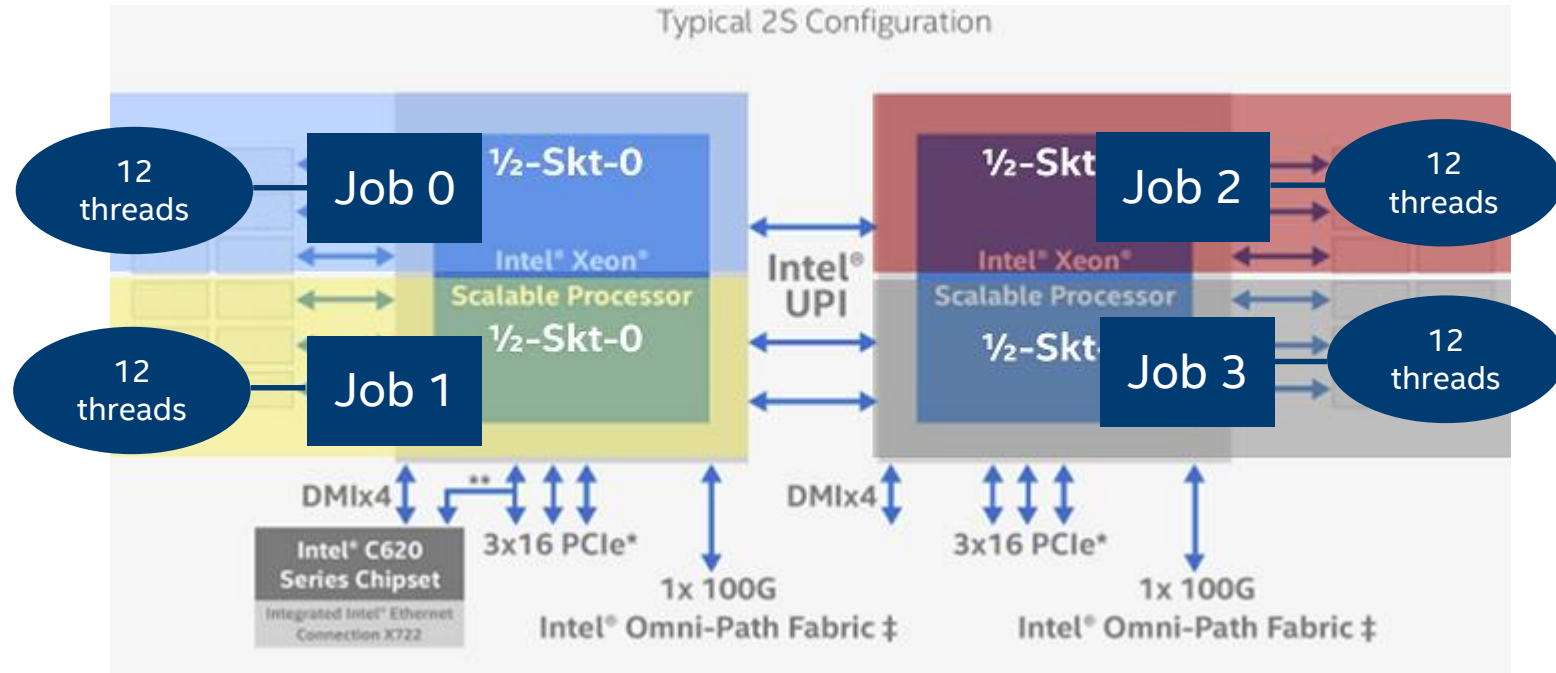 Typical 2S Configuration
12
threads
Job 0
½-Skt-0
Intel® Xeon®
Scalable Processor
½-Skt-0
12
threads
Job 1
Intel®
UPI
½-Skt
Job 2
12
threads
Intel® Xeon®
Scalable Processor
½-Skt-
Job 3
12
threads
DMIx4
**
3x16 PCIe*
Intel® C620
Series Chipset
Integrated Intel® Ethernet
Connection X722
1x 100G
Intel® Omni-Path Fabric ‡
DMIx4
3x16 PCIe*
1x 100G
Intel® Omni-Path Fabric ‡